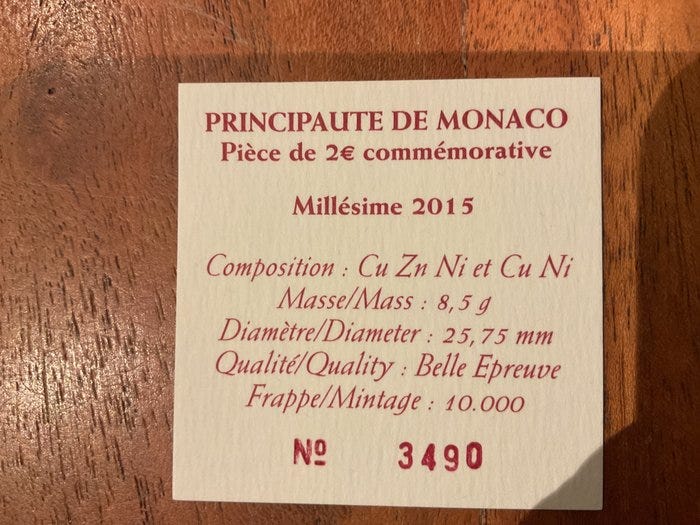 PRINCIPAUTE DE MONACO
Pièce de 2€ commémorative
Millésime 2015
Composition : Cu Zn Ni et Cu Ni
Masse/Mass : 8,5 g
Diamètre/Diameter : 25,75 mm
Qualité/Quality : Belle Epreuve
Frappe/Mintage : 10.000
Nº 3490